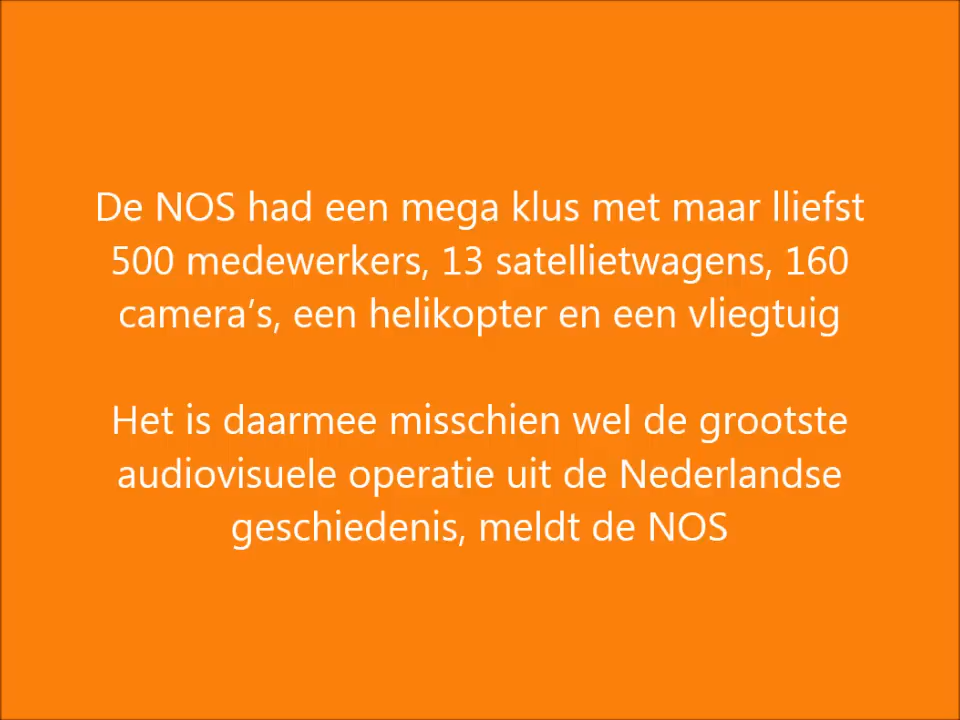 De NOS had een mega klus met maar lliefst
500 medewerkers, 13 satellietwagens, 160
camera’s, een helikopter en een vliegtuig
Het is daarmee misschien wel de grootste
audiovisuele operatie uit de Nederlandse
geschiedenis, meldt de NOS